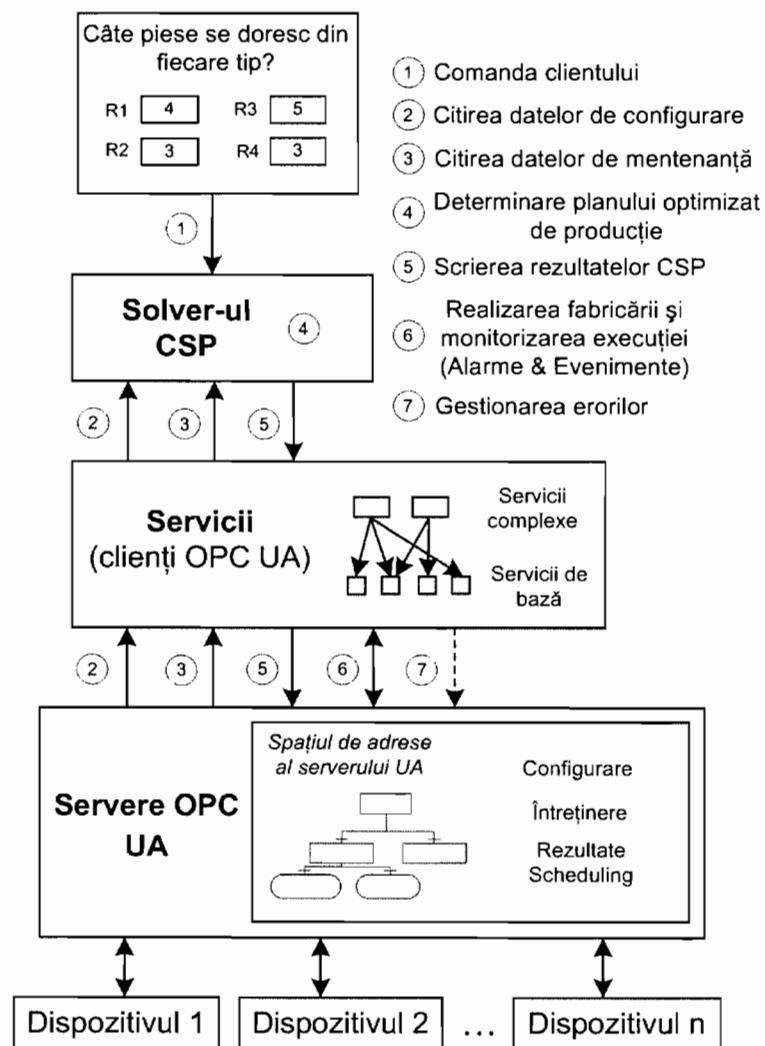 Câte piese se doresc din
fiecare tip?
R1 4 R3 5
R2 3 R4 3
1 Comanda clientului
2 Citirea datelor de configurare
3 Citirea datelor de mentenanță
4 Determinare planului optimizat
de producție
5 Scrierea rezultatelor CSP
6 Realizarea fabricării și
monitorizarea execuției
(Alarme & Evenimente)
7 Gestionarea erorilor
1
Solver-ul
CSP
4
2 3 5
Servicii
(clienți OPC UA)
Servicii
complexe
Servicii de
bază
2 3 5 6 7
Servere OPC
UA
Spațiul de adrese
al serverului UA
Configurare
Întreținere
Rezultate
Scheduling
Dispozitivul 1 Dispozitivul 2 ... Dispozitivul n